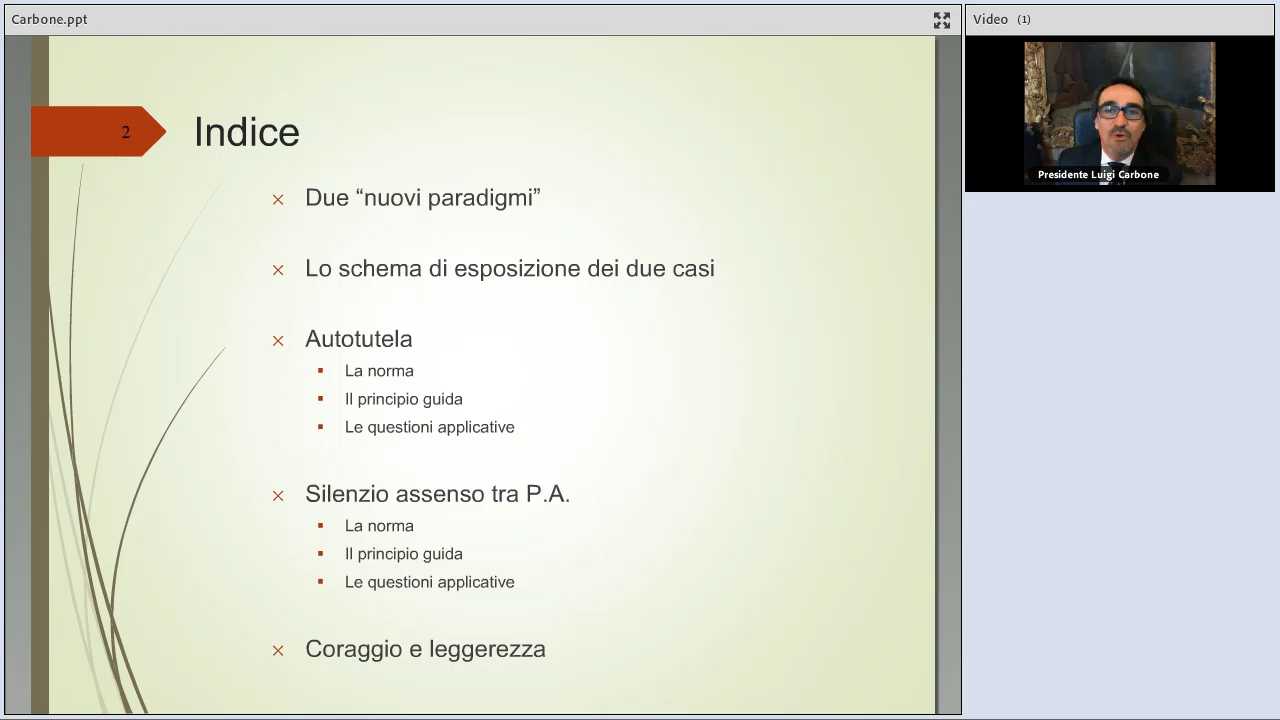 Carbone.ppt
Video (1)
Presidente Luigi Carbone
2
Indice
Due “nuovi paradigmi”
Lo schema di esposizione dei due casi
Autotutela
La norma
Il principio guida
Le questioni applicative
Silenzio assenso tra P.A.
La norma
Il principio guida
Le questioni applicative
Coraggio e leggerezza